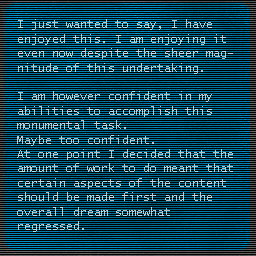 I just wanted to say, I have
enjoyed this. I am enjoying it
even now despite the sheer mag-
nitude of this undertaking.
I am however confident in my
abilities to accomplish this
monumental task.
Maybe too confident.
At one point I decided that the
amount of work to do meant that
certain aspects of the content
should be made first and the
overall dream somewhat
regressed.